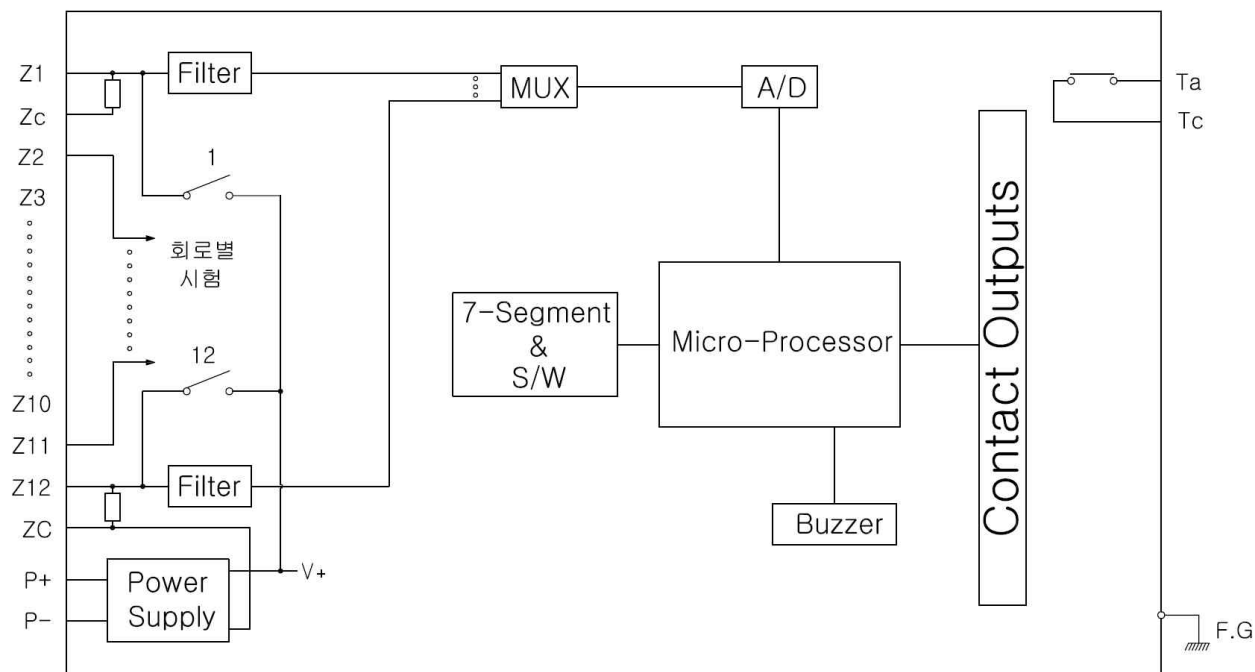 Z1
Zc
Z2
Z3
Z10
Z11
Z12
ZC
P+
P-
Filter
1
회로별
시험
12
Filter
Power
Supply
V+
MUX
A/D
7-Segment
&
S/W
Micro-Processor
Buzzer
Contact Outputs
Ta
Tc
F.G